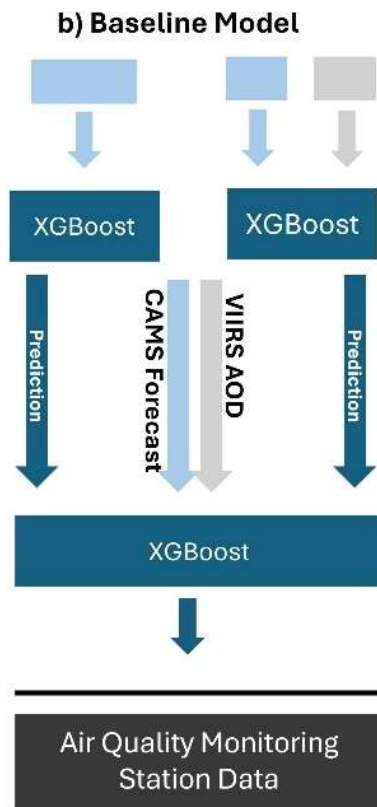 b) Baseline Model
XGBoost
XGBoost
Prediction
CAMS Forecast
VIIRS AOD
Prediction
XGBoost
Air Quality Monitoring
Station Data